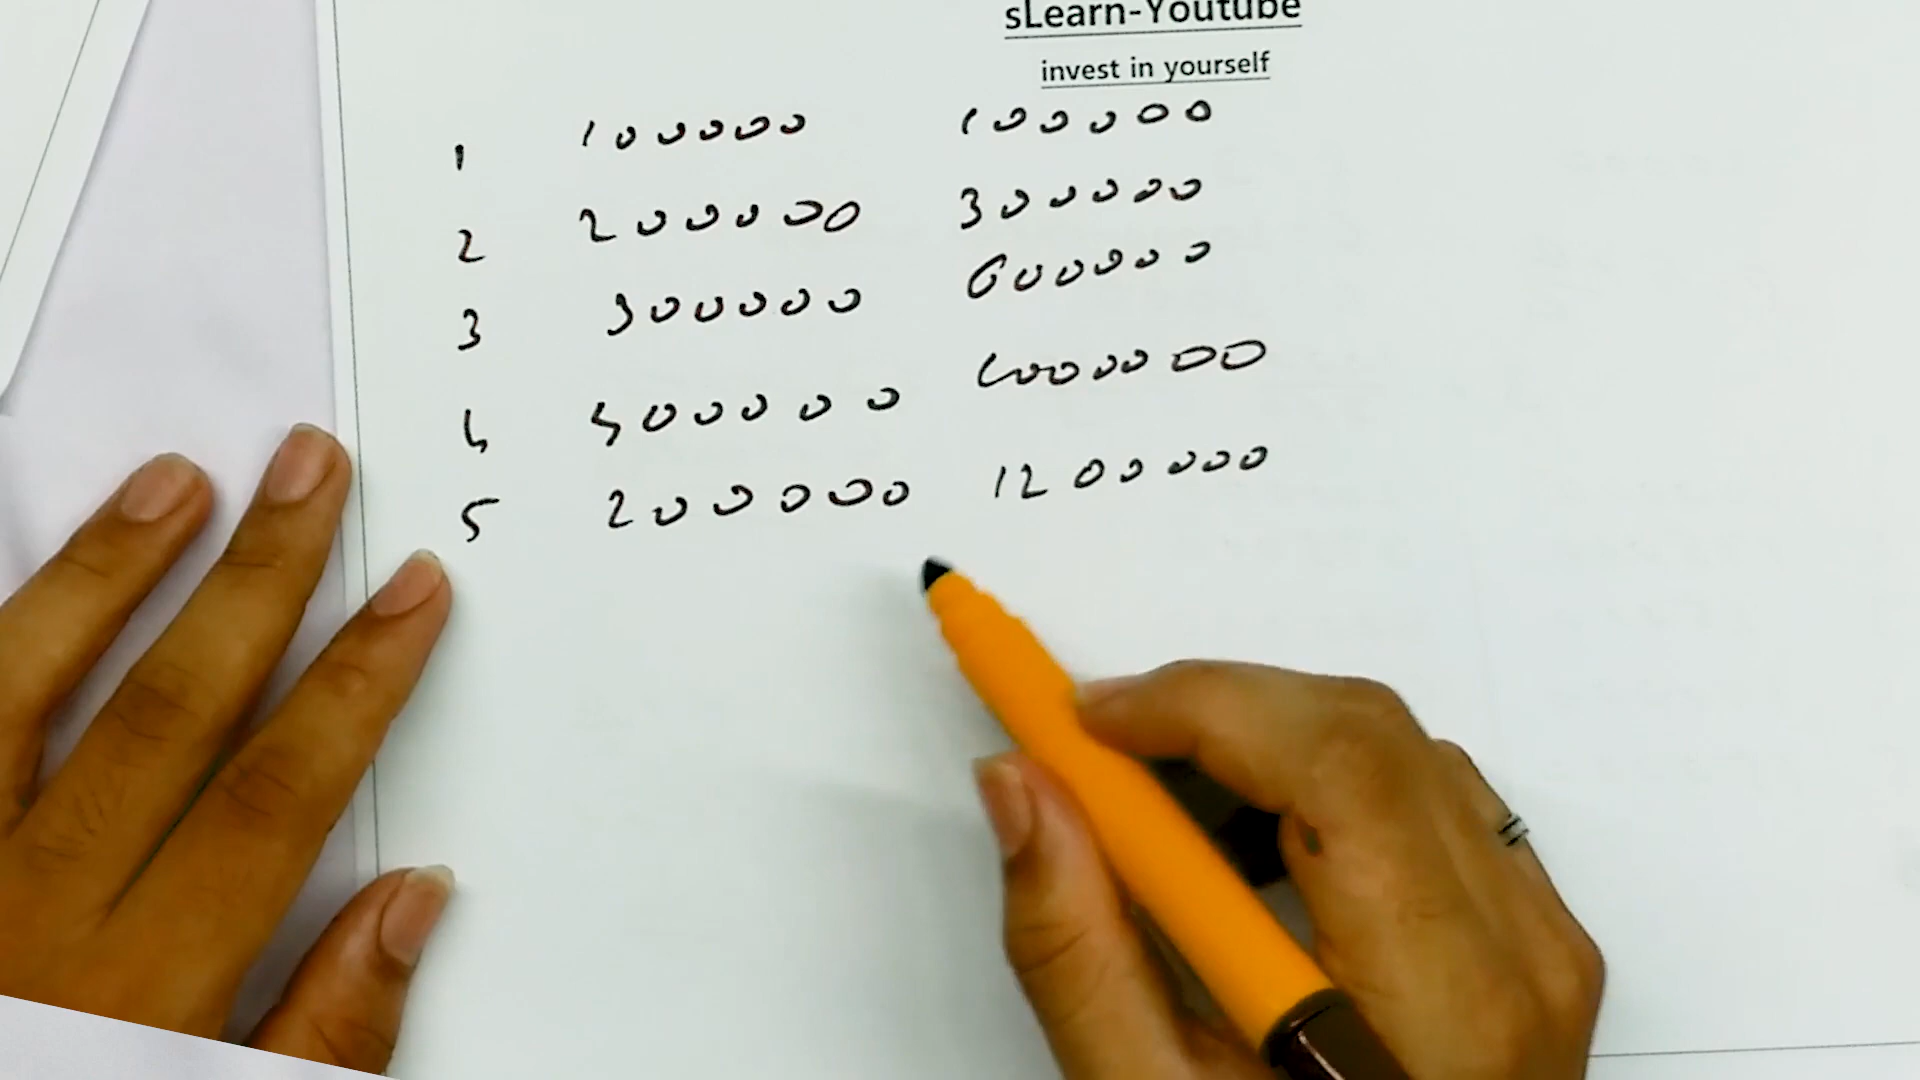 sLearn-Youtube
invest in yourself
1 100000 100000
2 200000 300000
3 300000 600000
4 400000 1000000
5 200000 1200000